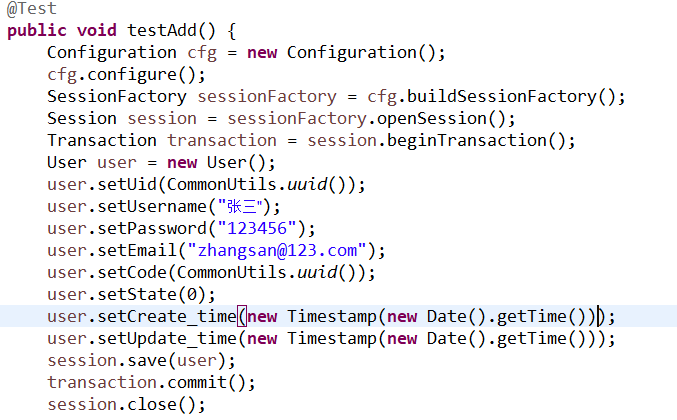 @Test
public void testAdd() {
    Configuration cfg = new Configuration();
    cfg.configure();
    SessionFactory sessionFactory = cfg.buildSessionFactory();
    Session session = sessionFactory.openSession();
    Transaction transaction = session.beginTransaction();
    User user = new User();
    user.setUid(CommonUtils.uuid());
    user.setUsername("张三");
    user.setPassword("123456");
    user.setEmail("zhangsan@123.com");
    user.setCode(CommonUtils.uuid());
    user.setState(0);
    user.setCreate_time(new Timestamp(new Date().getTime()));
    user.setUpdate_time(new Timestamp(new Date().getTime()));
    session.save(user);
    transaction.commit();
    session.close();